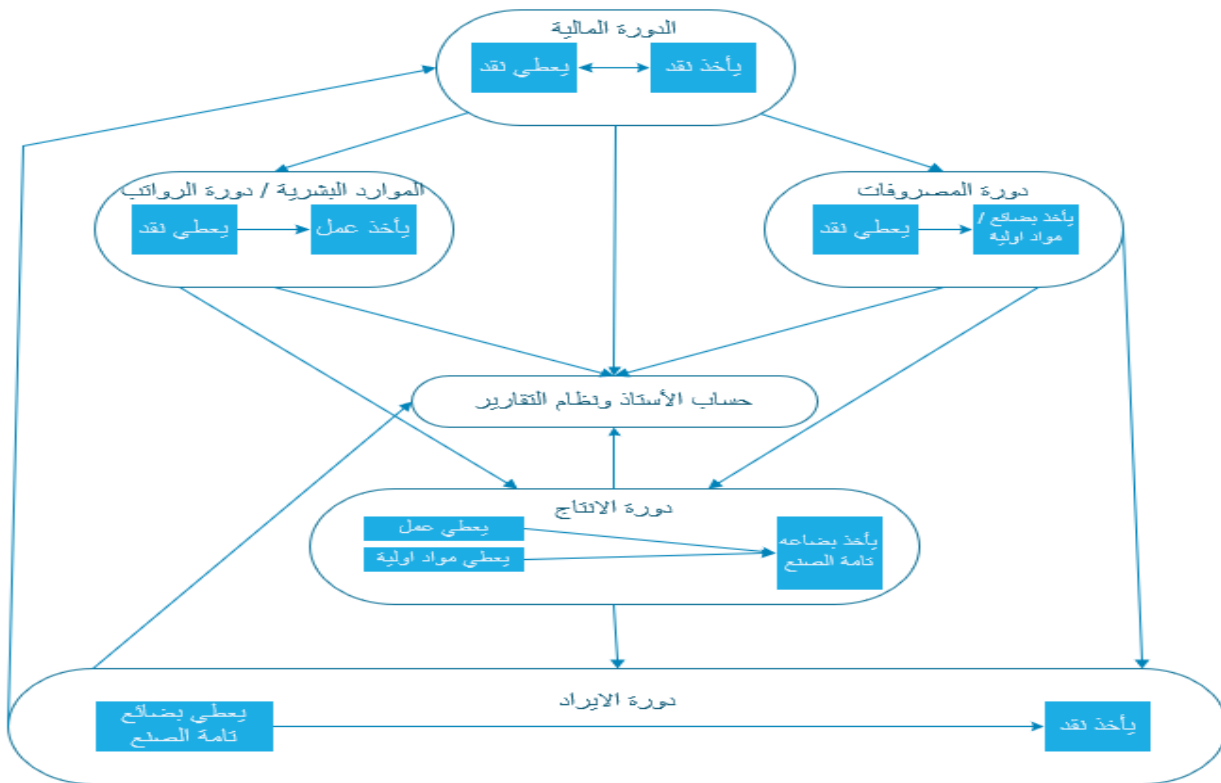 الدورة المالية
يأخذ نقد
يعطي نقد
دورة المصروفات
يعطي نقد
يأخذ بضائع /
مواد اولية
الموارد البشرية / دورة الرواتب
يعطي نقد
يأخذ عمل
حساب الأستاذ ونظام التقارير
دورة الانتاج
يعطي عمل
يعطي مواد اولية
يأخذ بضاعه
تامة الصنع
دورة الايراد
يعطي بضائع
تامة الصنع
يأخذ نقد